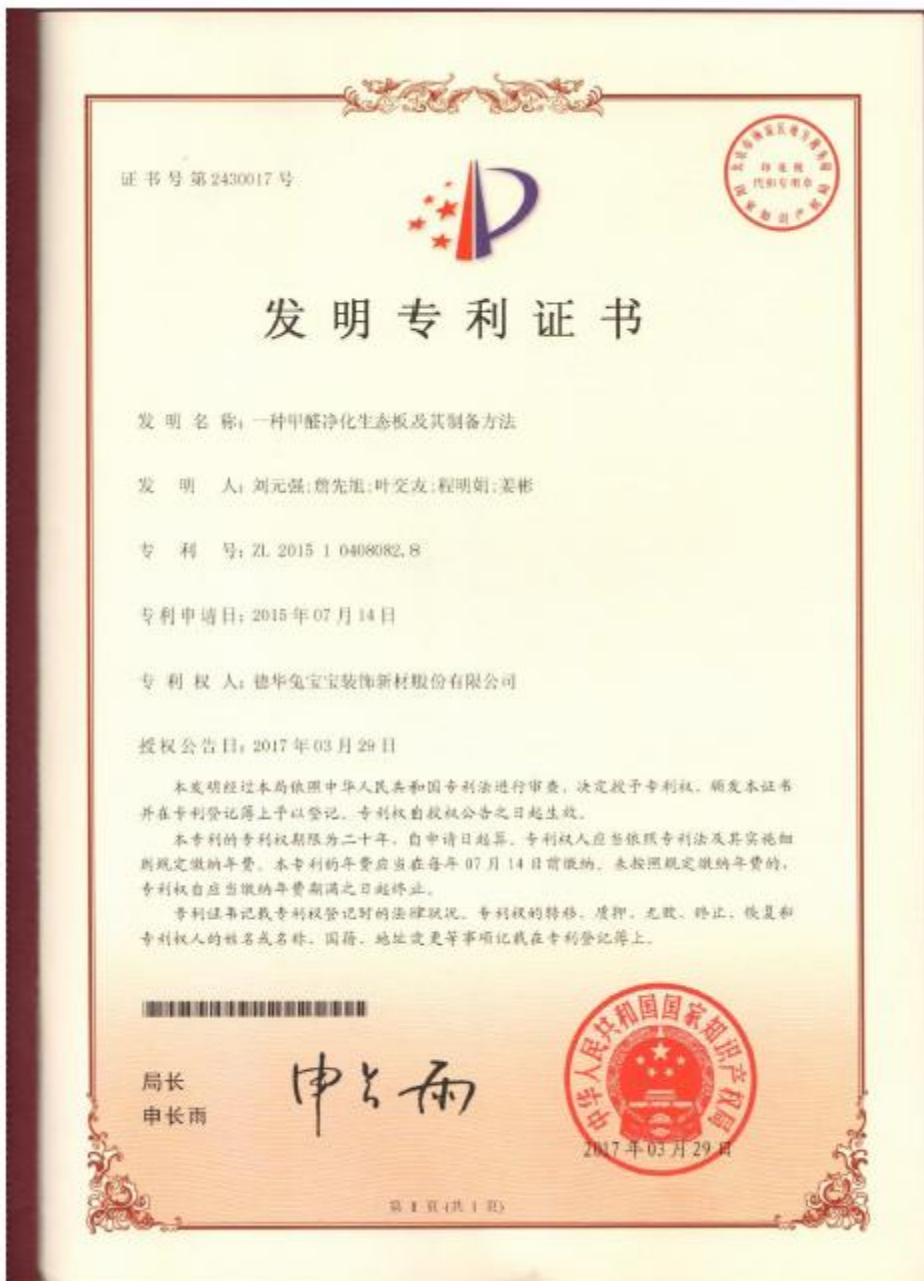 证书号第2430017号
印花税
代扣专用章
国家知识产权局
发明专利证书
发明名称:一种甲醛净化生态板及其制备方法
发明人:刘元强;詹先旭;叶交友;程明娟;姜彬
专利号:ZL 2015 1 0408082.8
专利申请日:2015年07月14日
专利权人:德华兔宝宝装饰新材股份有限公司
授权公告日:2017年03月29日
本发明经过本局依照中华人民共和国专利法进行审查,决定授予专利权,颁发本证书
并在专利登记簿上予以登记。专利权自授权公告之日起生效。
本专利的专利权期限为二十年,自申请日起算。专利权人应当依照专利法及其实施细
则规定缴纳年费。本专利的年费应当在每年07月14日前缴纳。未按照规定缴纳年费的,
专利权自应当缴纳年费期满之日起终止。
专利证书记载专利权登记时的法律状况。专利权的转移、质押、无效、终止、恢复和
专利权人的姓名或名称、国籍、地址变更等事项记载在专利登记簿上。
局长
申长雨
申长雨
中华人民共和国国家知识产权局
2017年03月29日
第1页(共1页)